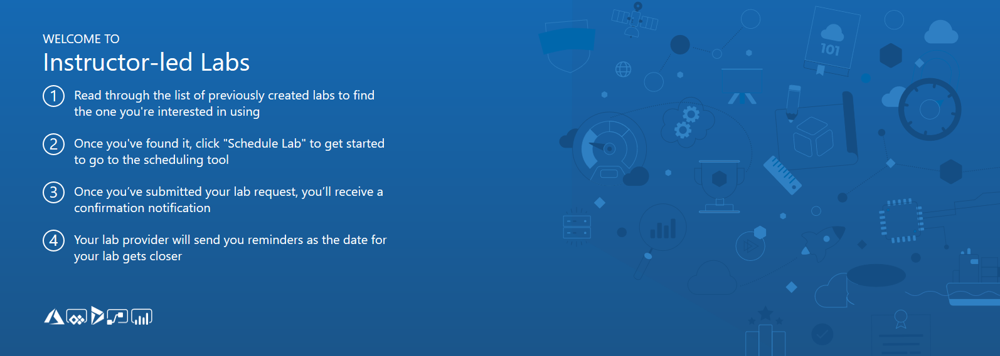 WELCOME TO
Instructor-led Labs
1 Read through the list of previously created labs to find
the one you're interested in using
2 Once you've found it, click "Schedule Lab" to get started
to go to the scheduling tool
3 Once you’ve submitted your lab request, you’ll receive a
confirmation notification
4 Your lab provider will send you reminders as the date for
your lab gets closer
101